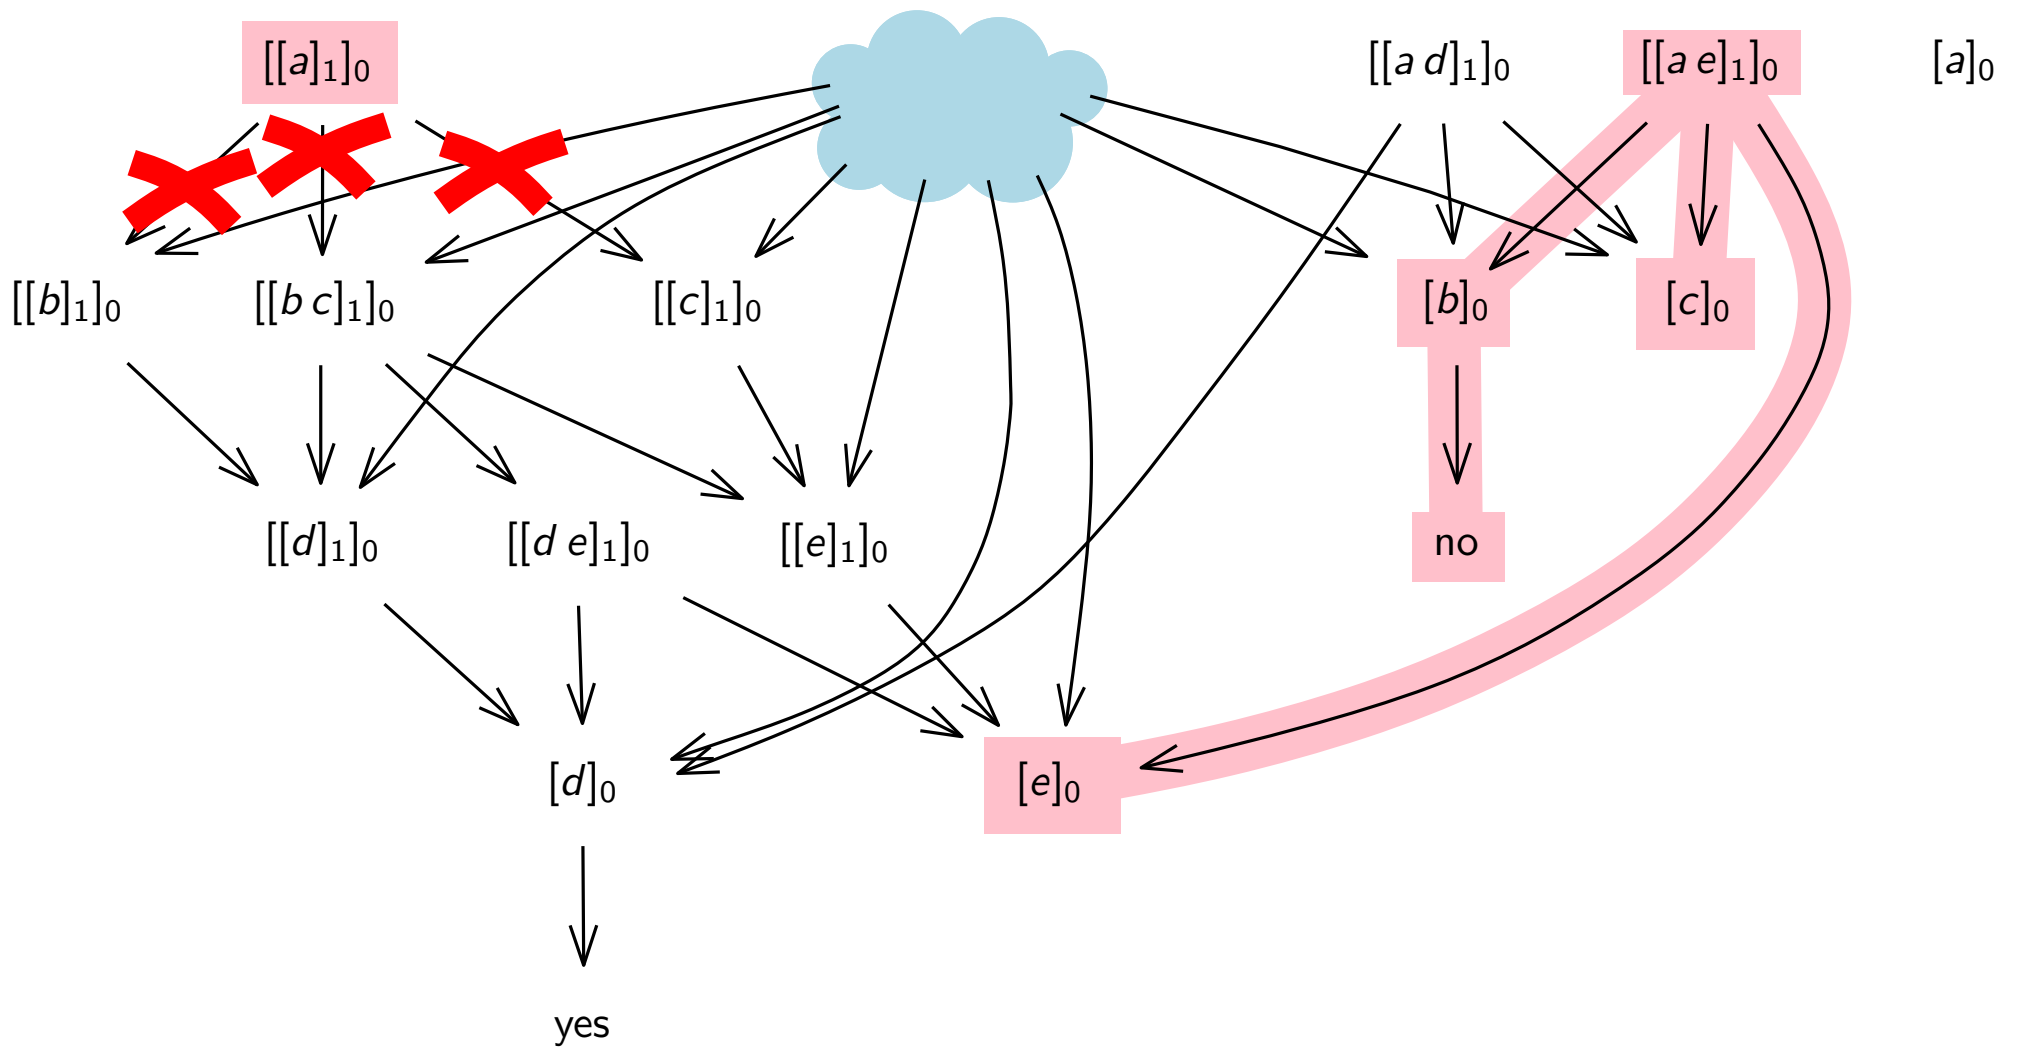 [[a]₁]₀
[[a d]₁]₀
[[a e]₁]₀
[a]₀
[[b]₁]₀
[[b c]₁]₀
[[c]₁]₀
[b]₀
[c]₀
[[d]₁]₀
[[d e]₁]₀
[[e]₁]₀
no
[d]₀
[e]₀
yes